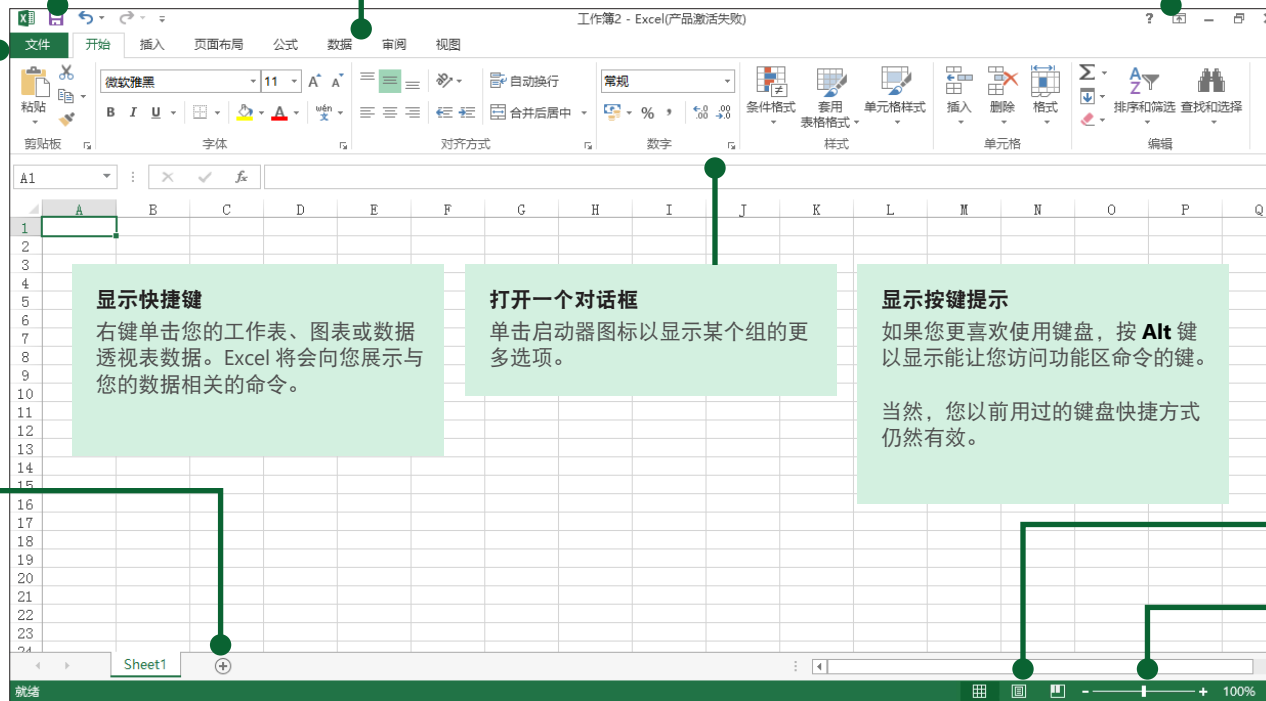 工作簿2 - Excel(产品激活失败)
?
文件 开始 插入 页面布局 公式 数据 审阅 视图
粘贴
微软雅黑 11 A A
B I U A wén 文
自动换行
合并后居中
常规
% , .0 .00
条件格式
套用
表格格式
单元格样式
插入 删除 格式
Σ
A
Z
排序和筛选 查找和选择
剪贴板 字体 对齐方式 数字 样式 单元格 编辑
A1 fx
A B C D E F G H I J K L M N O P Q
1
2
3
4
5
6
7
8
9
10
11
12
13
14
15
16
17
18
19
20
21
22
23
24
显示快捷键
右键单击您的工作表、图表或数据
透视表数据。Excel 将会向您展示与
您的数据相关的命令。
打开一个对话框
单击启动器图标以显示某个组的更
多选项。
显示按键提示
如果您更喜欢使用键盘，按 Alt 键
以显示能让您访问功能区命令的键。
当然，您以前用过的键盘快捷方式
仍然有效。
Sheet1
就绪 - + 100%